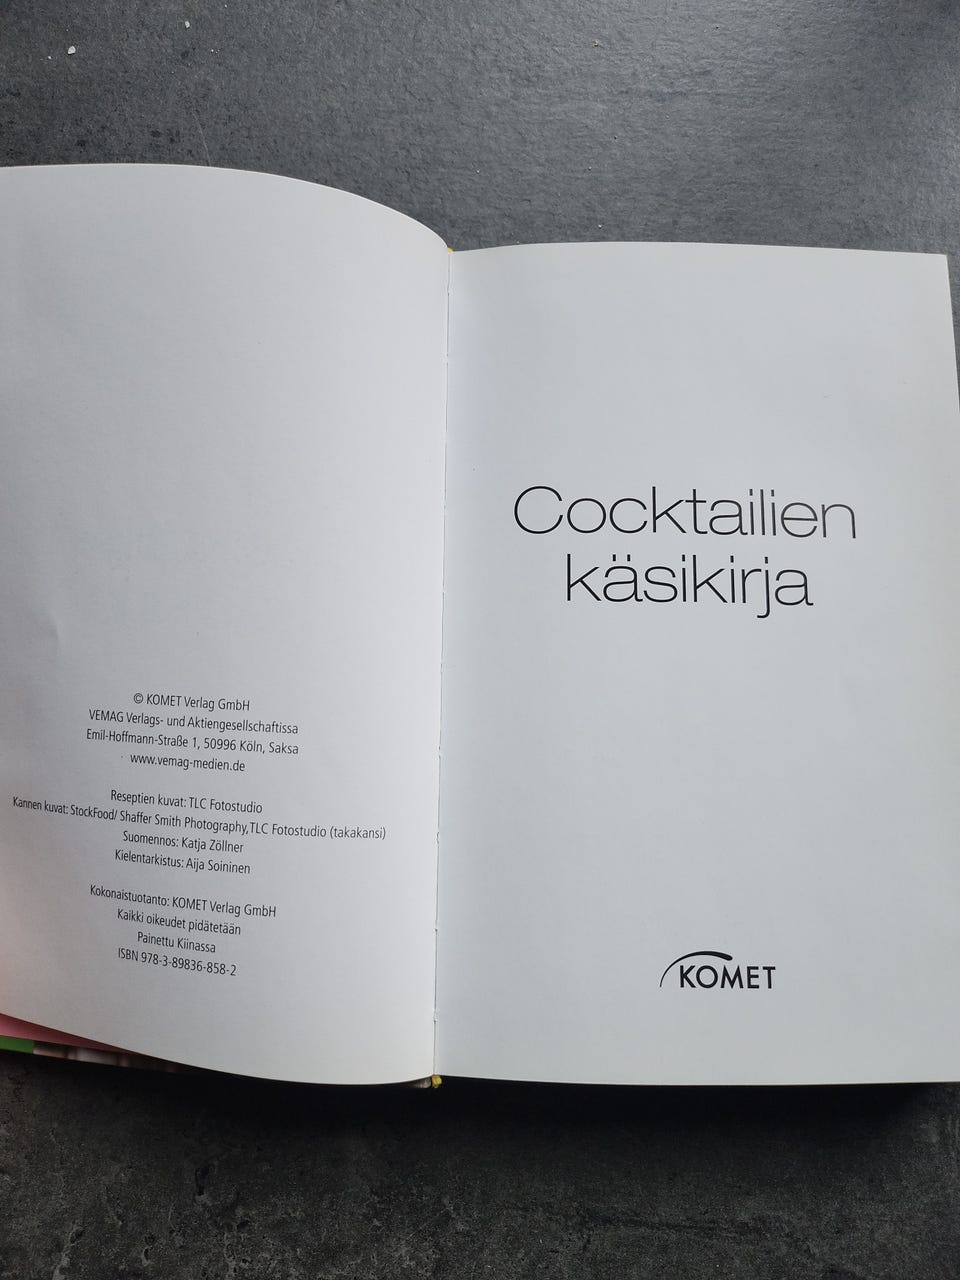 © KOMET Verlag GmbH
VEMAG Verlags- und Aktiengesellschaftissa
Emil-Hoffmann-Straße 1, 50996 Köln, Saksa
www.vemag-medien.de
Reseptien kuvat: TLC Fotostudio
Kannen kuvat: StockFood/ Shaffer Smith Photography,TLC Fotostudio (takakansi)
Suomennos: Katja Zöllner
Kielentarkistus: Aija Soininen
Kokonaistuotanto: KOMET Verlag GmbH
Kaikki oikeudet pidätetään
Painettu Kiinassa
ISBN 978-3-89836-858-2
Cocktailien
käsikirja
KOMET